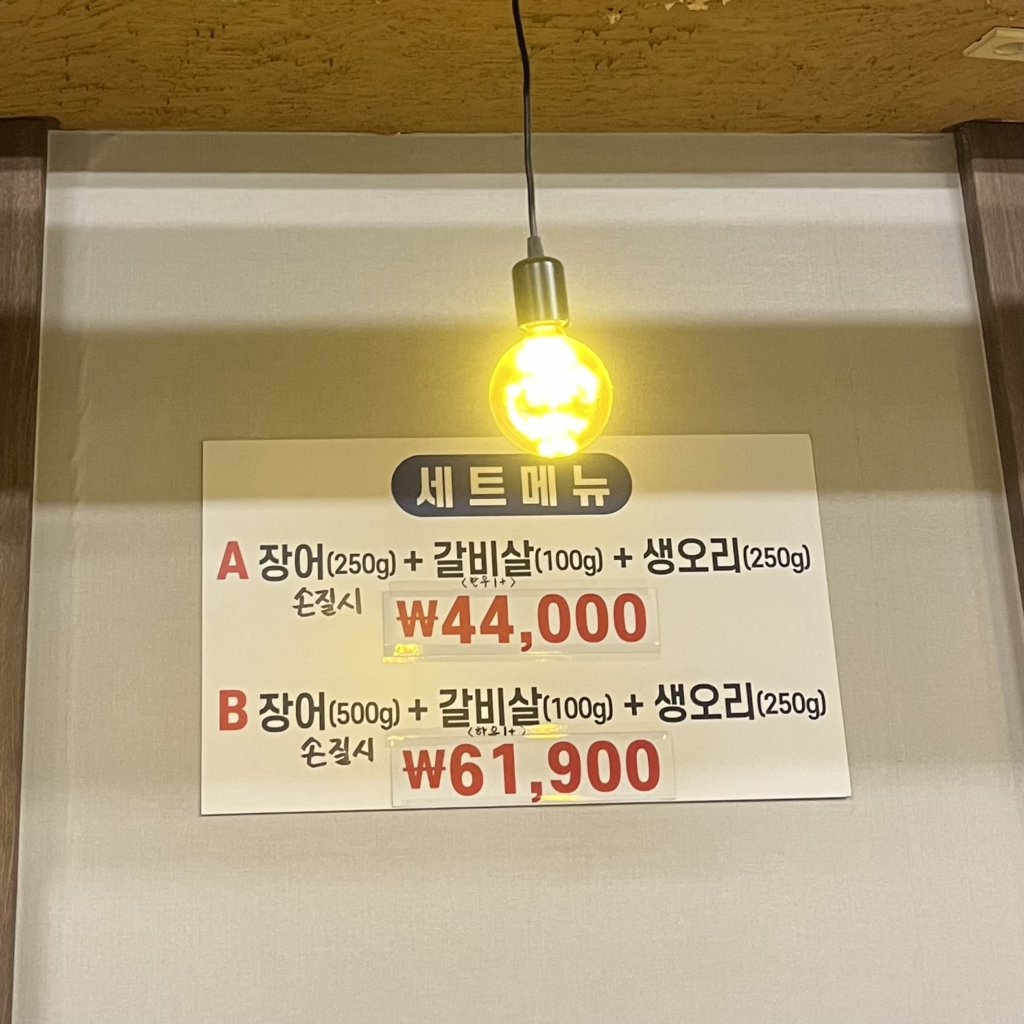 세트메뉴
A 장어(250g) + 갈비살(100g) + 생오리(250g)
손질시 <한우1+>
₩44,000
B 장어(500g) + 갈비살(100g) + 생오리(250g)
손질시 <한우1+>
₩61,900